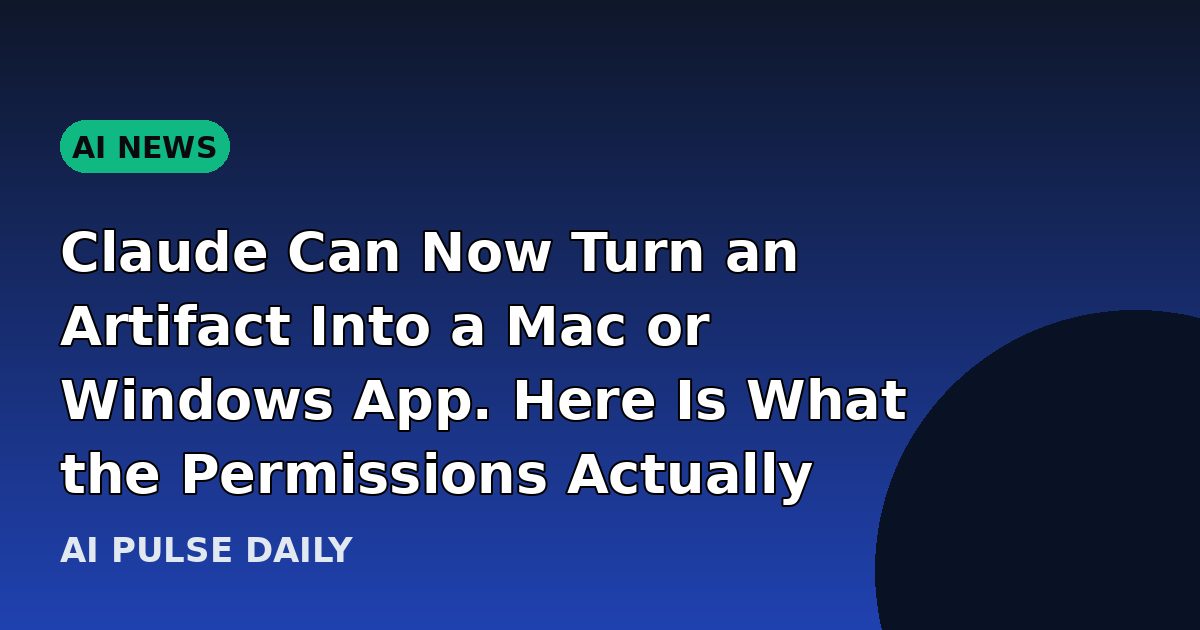 AI NEWS
Claude Can Now Turn an
Artifact Into a Mac or
Windows App. Here Is What
the Permissions Actually
AI PULSE DAILY